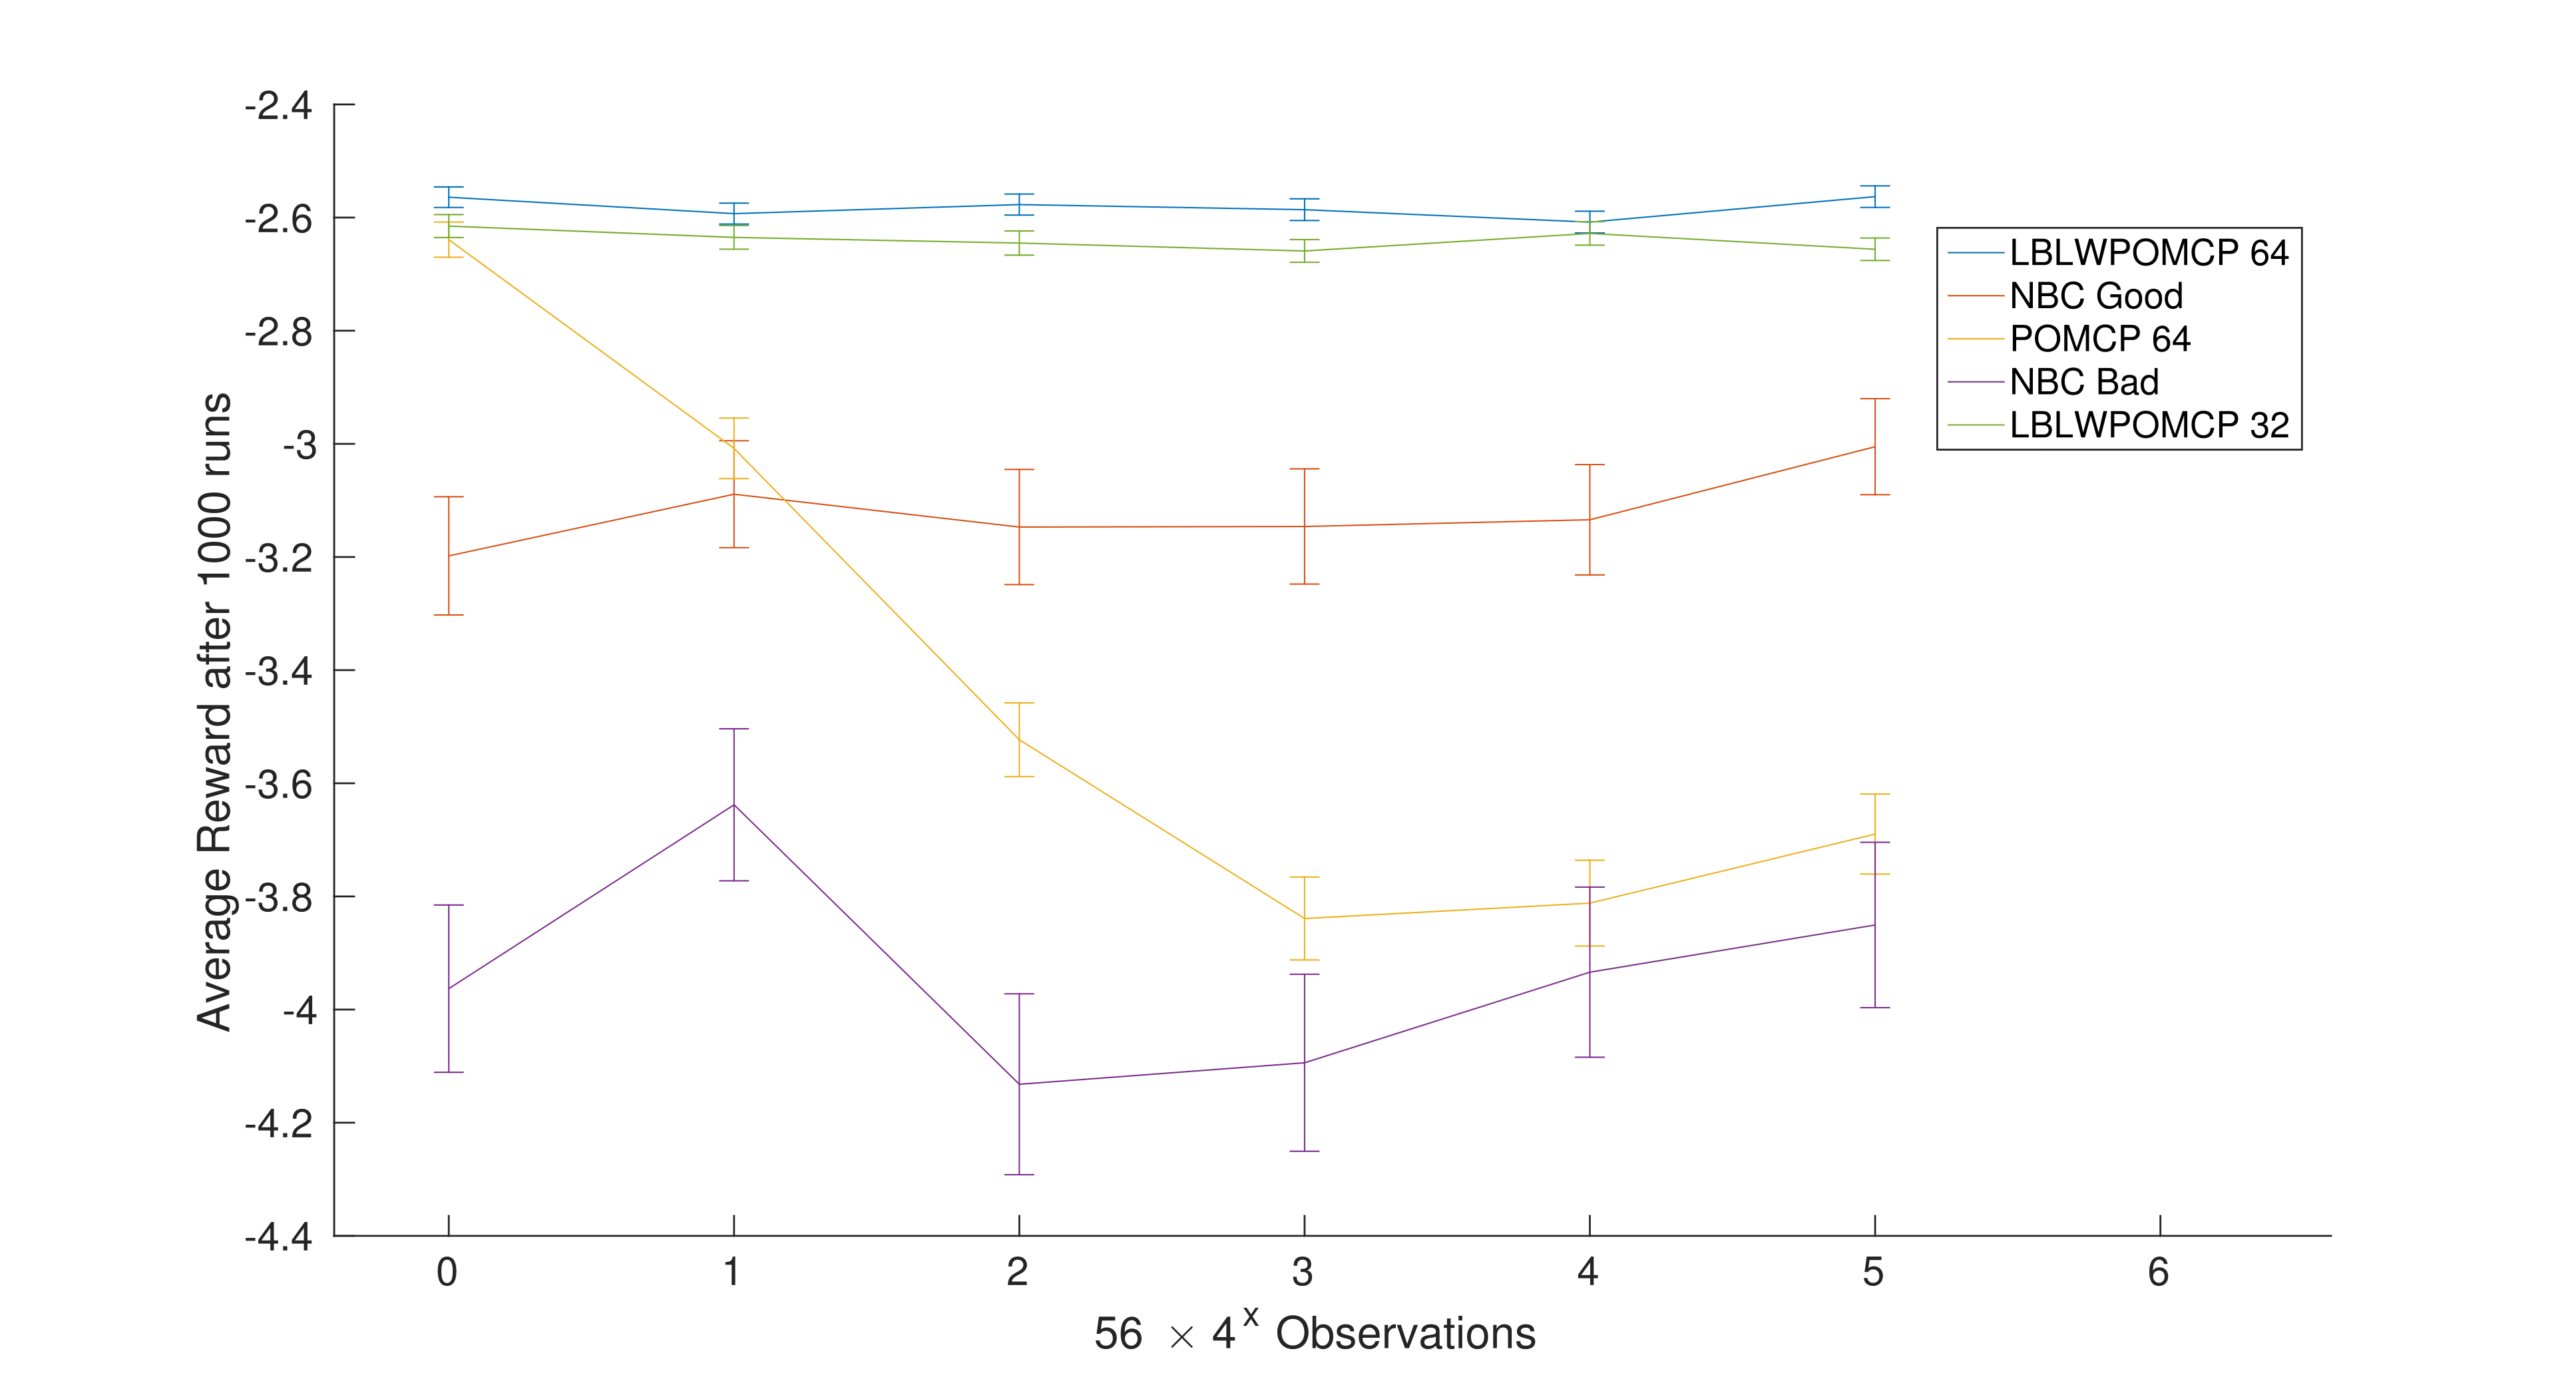 -2.4
-2.6
-2.8
-3
-3.2
-3.4
-3.6
-3.8
-4
-4.2
-4.4
Average Reward after 1000 runs
LBLWPOMCP 64
NBC Good
POMCP 64
NBC Bad
LBLWPOMCP 32
0 1 2 3 4 5 6
56 × 4^x Observations